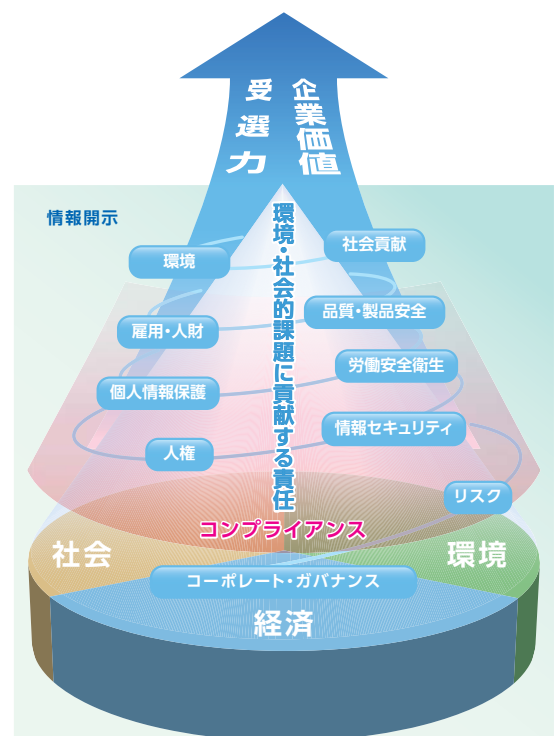 企業価値
受選力
情報開示
環境・社会的課題に貢献する責任
社会貢献
環境
品質・製品安全
雇用・人財
労働安全衛生
個人情報保護
情報セキュリティ
人権
リスク
コンプライアンス
社会
環境
コーポレート・ガバナンス
経済